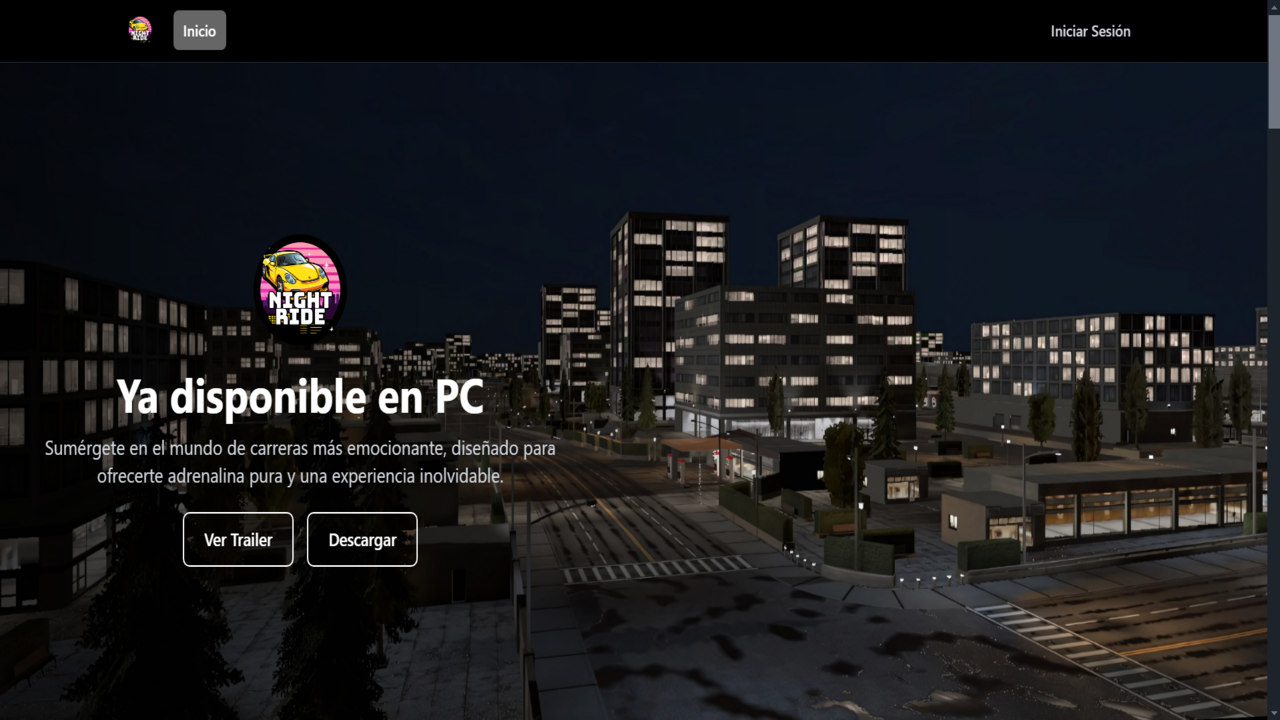 NIGHT
RIDE
Inicio
Iniciar Sesión
NIGHT
RIDE
Ya disponible en PC
Sumérgete en el mundo de carreras más emocionante, diseñado para
ofrecerte adrenalina pura y una experiencia inolvidable.
Ver Trailer
Descargar